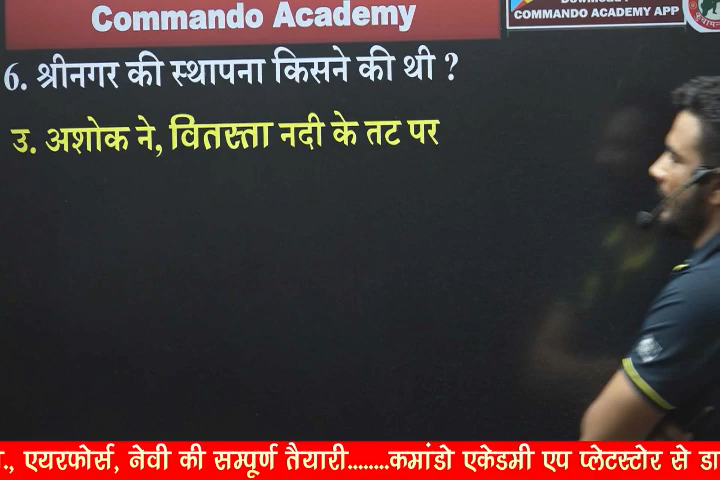 Commando Academy
COMMANDO ACADEMY APP
6. श्रीनगर की स्थापना किसने की थी ?
उ. अशोक ने, वितस्ता नदी के तट पर
एयरफोर्स, नेवी की सम्पूर्ण तैयारी........कमांडो एकेडमी एप प्लेटस्टोर से